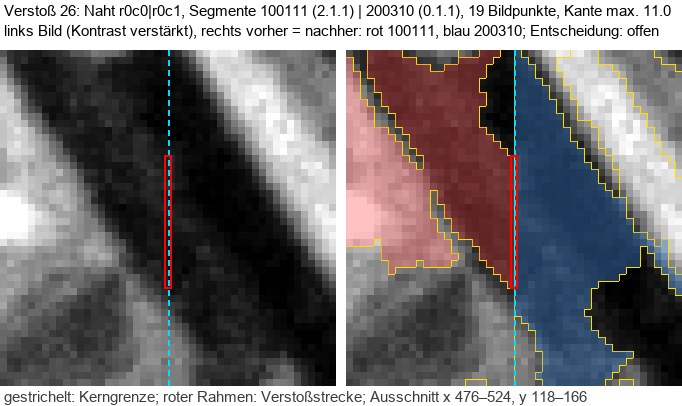 Verstoß 26: Naht r0c0|r0c1, Segmente 100111 (2.1.1) | 200310 (0.1.1), 19 Bildpunkte, Kante max. 11.0
links Bild (Kontrast verstärkt), rechts vorher = nachher: rot 100111, blau 200310; Entscheidung: offen
gestrichelt: Kerngrenze; roter Rahmen: Verstoßstrecke; Ausschnitt x 476–524, y 118–166